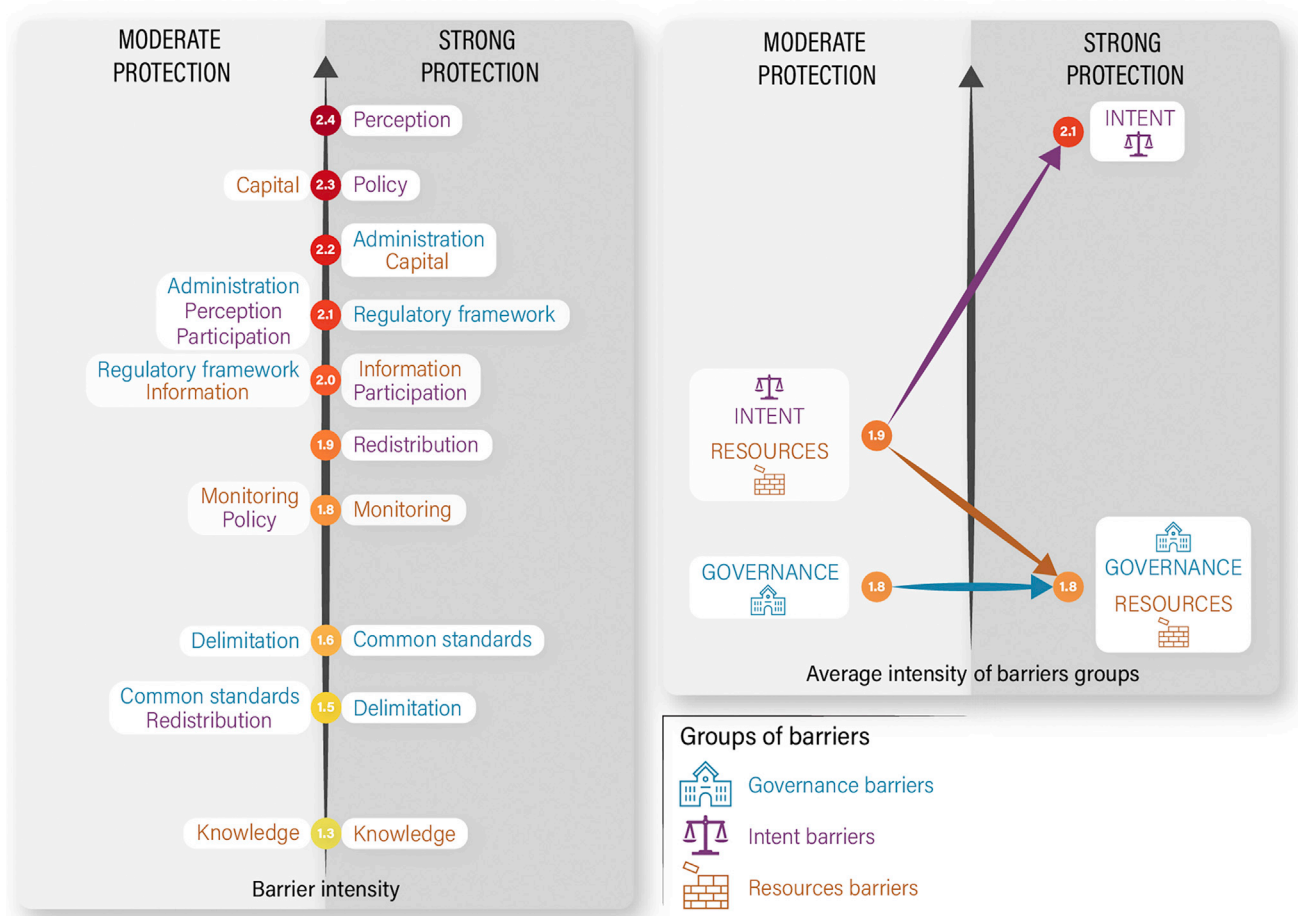 MODERATE
PROTECTION
STRONG
PROTECTION
2.4
Perception
Capital
2.3
Policy
2.2
Administration
Capital
Administration
Perception
Participation
2.1
Regulatory framework
Regulatory framework
Information
2.0
Information
Participation
1.9
Redistribution
Monitoring
Policy
1.8
Monitoring
Delimitation
1.6
Common standards
Common standards
Redistribution
1.5
Delimitation
Knowledge
1.3
Knowledge
Barrier intensity
MODERATE
PROTECTION
STRONG
PROTECTION
2.1
INTENT
INTENT
RESOURCES
1.9
GOVERNANCE
1.8
1.8
GOVERNANCE
RESOURCES
Average intensity of barriers groups
Groups of barriers
Governance barriers
Intent barriers
Resources barriers